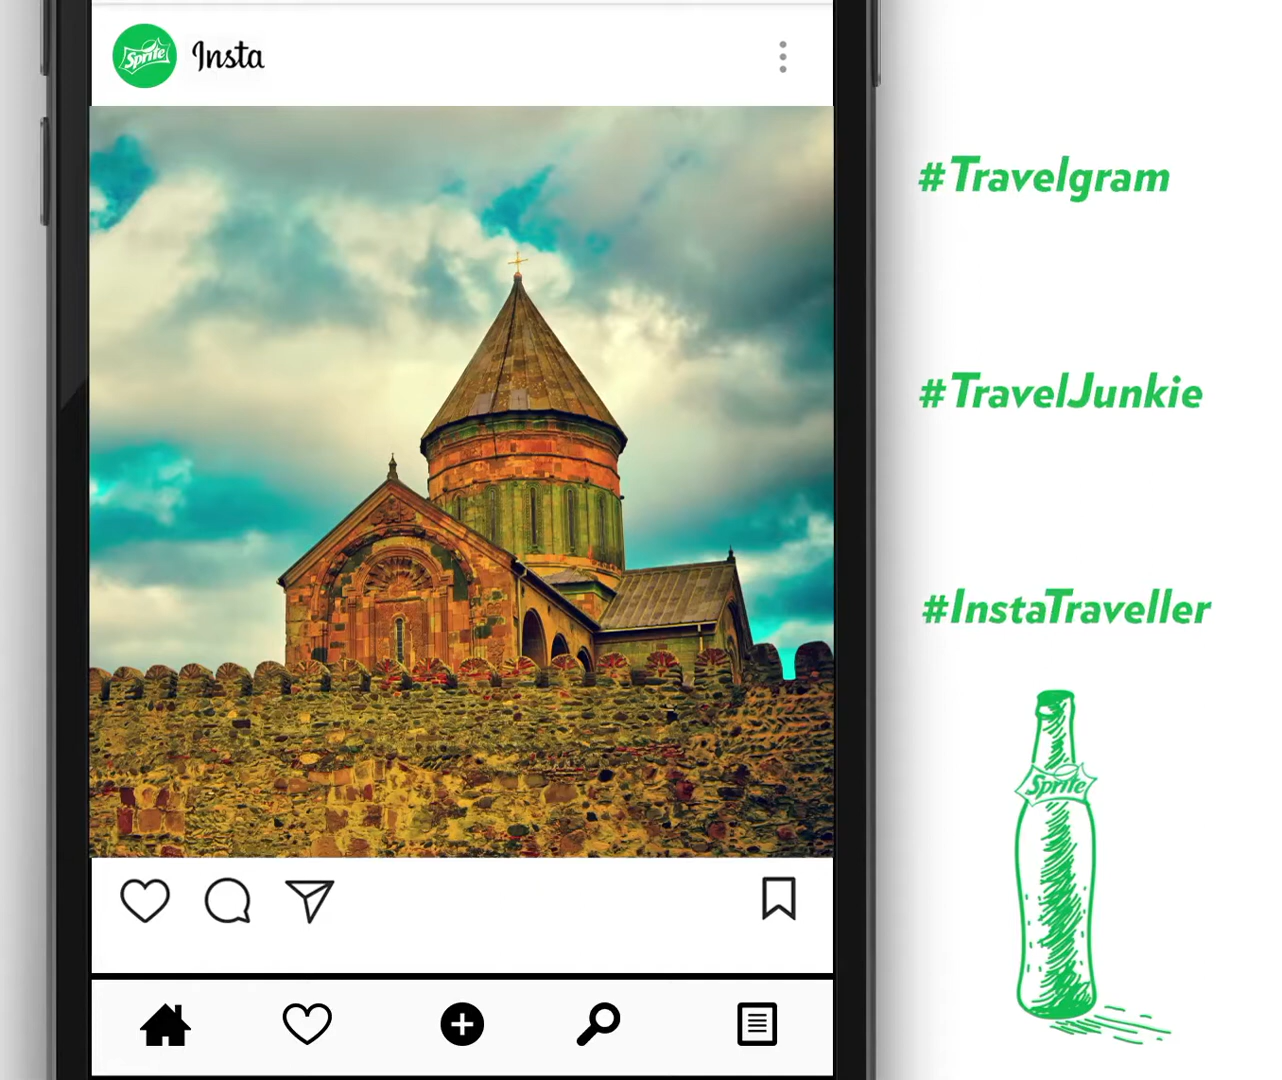 Sprite
Insta
#Travelgram
#TravelJunkie
#InstaTraveller
Sprite